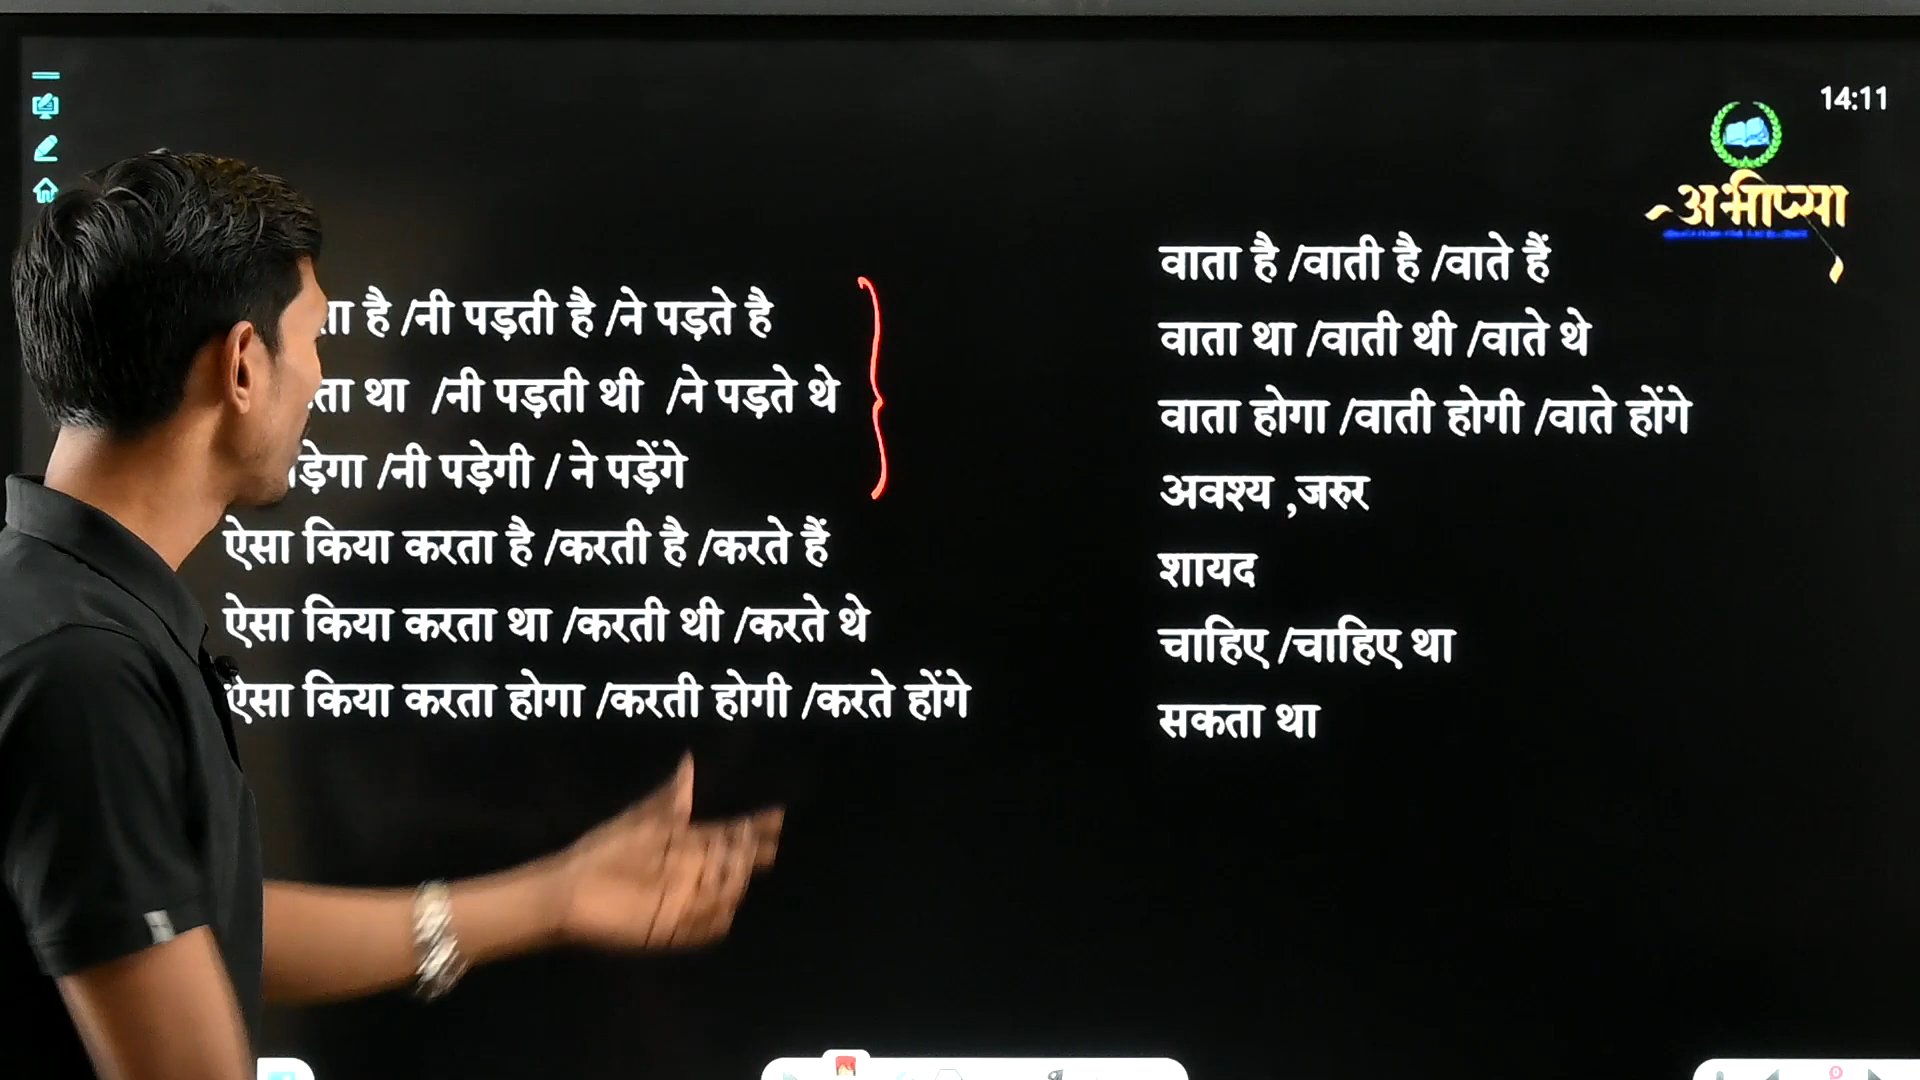 14:11
अभीप्सा
है /नी पड़ती है /ने पड़ते है
था /नी पड़ती थी /ने पड़ते थे
/नी पड़ेगी / ने पड़ेंगे
ऐसा किया करता है /करती है /करते हैं
ऐसा किया करता था /करती थी /करते थे
ऐसा किया करता होगा /करती होगी /करते होंगे
वाता है /वाती है /वाते हैं
वाता था /वाती थी /वाते थे
वाता होगा /वाती होगी /वाते होंगे
अवश्य ,जरुर
शायद
चाहिए /चाहिए था
सकता था